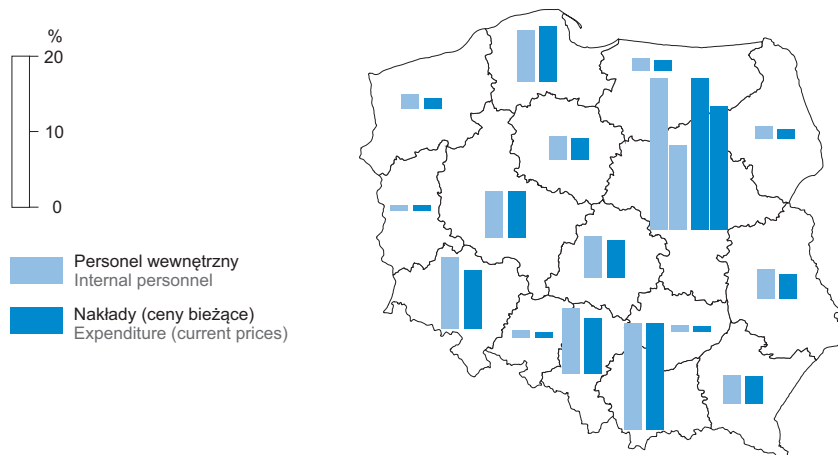 %
20
10
0
Personel wewnętrzny
Internal personnel
Nakłady (ceny bieżące)
Expenditure (current prices)